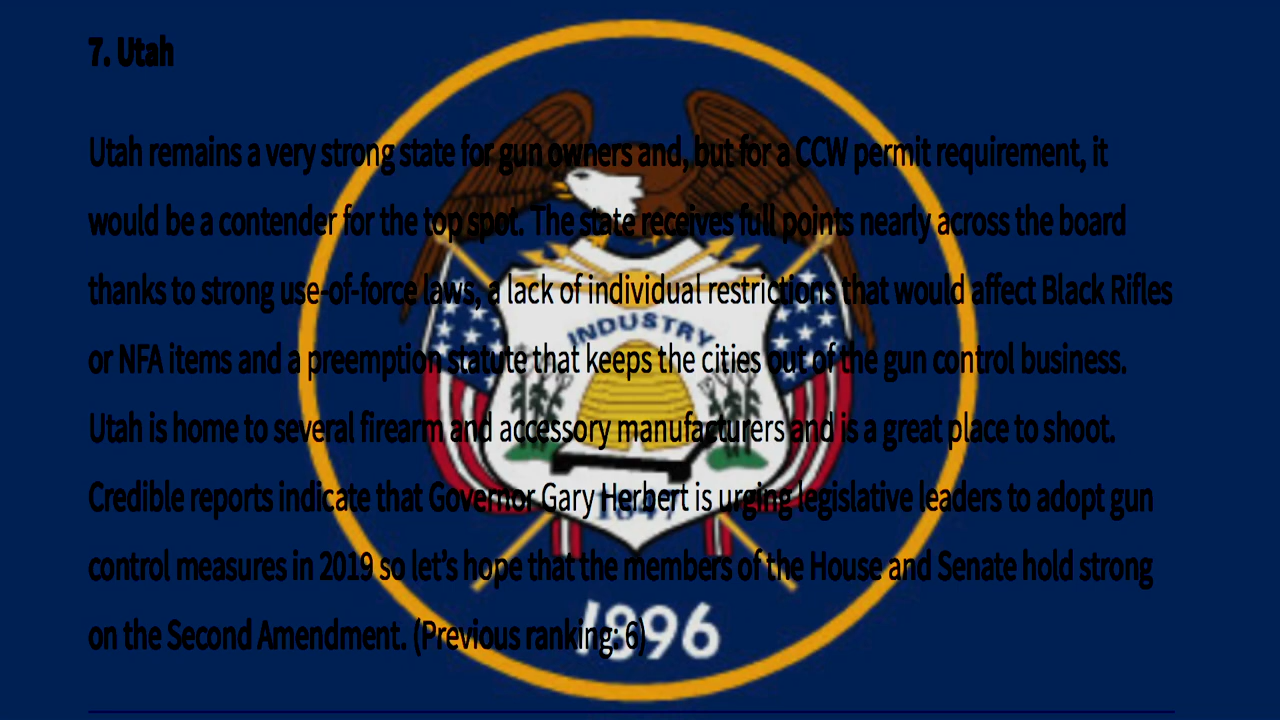 7. Utah
Utah remains a very strong state for gun owners and, but for a CCW permit requirement, it
would be a contender for the top spot. The state receives full points nearly across the board
thanks to strong use-of-force laws, a lack of individual restrictions that would affect Black Rifles
INDUSTRY
or NFA items and a preemption statute that keeps the cities out of the gun control business.
Utah is home to several firearm and accessory manufacturers and is a great place to shoot.
Credible reports indicate that Governor Gary Herbert is urging legislative leaders to adopt gun
1847
control measures in 2019 so let’s hope that the members of the House and Senate hold strong
on the Second Amendment. (Previous ranking: 6)
1896